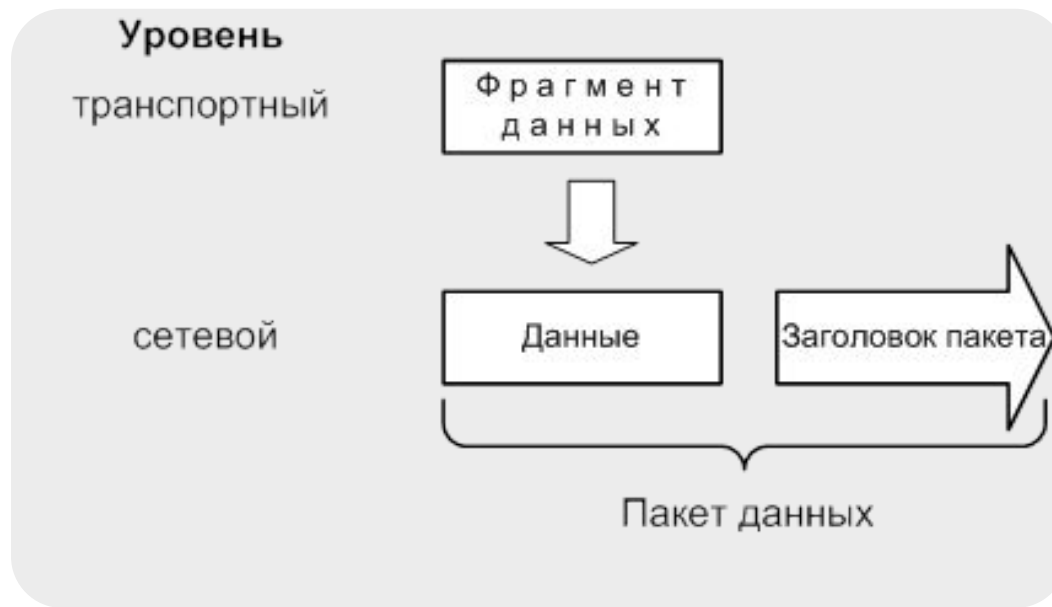 Уровень
транспортный
Фрагмент
данных
сетевой
Данные
Заголовок пакета
Пакет данных